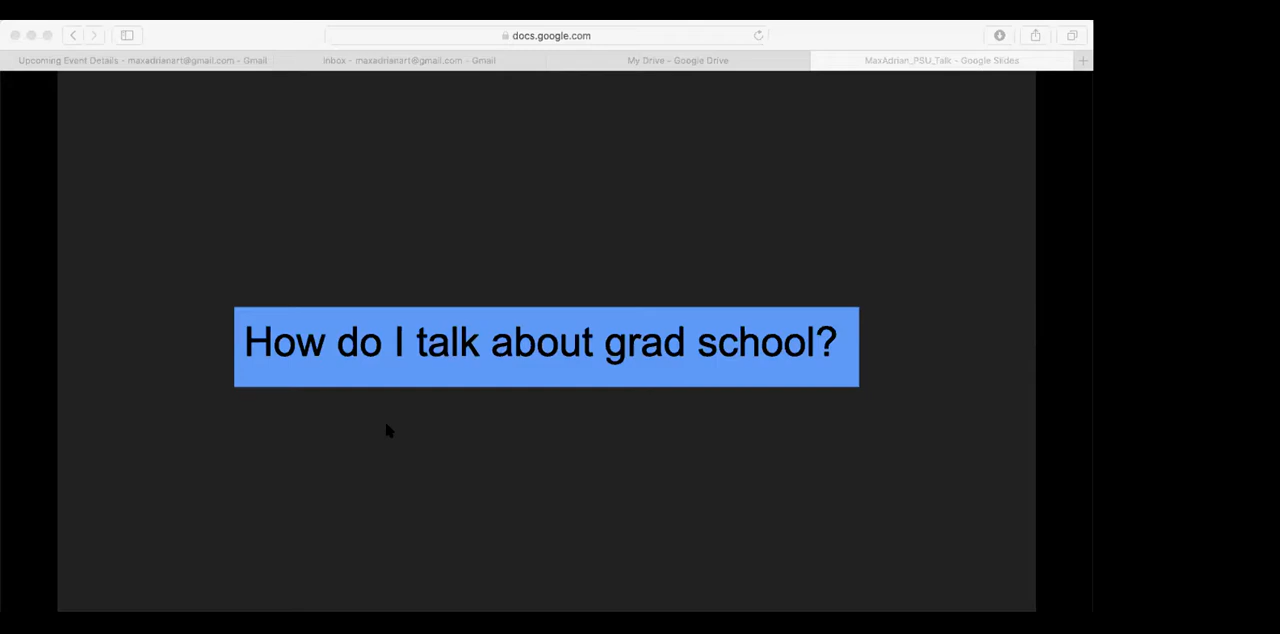 docs.google.com
Upcoming Event Details - maxadrianart@gmail.com - Gmail
Inbox - maxadrianart@gmail.com - Gmail
My Drive - Google Drive
MaxAdrian_PSU_Talk - Google Slides
How do I talk about grad school?